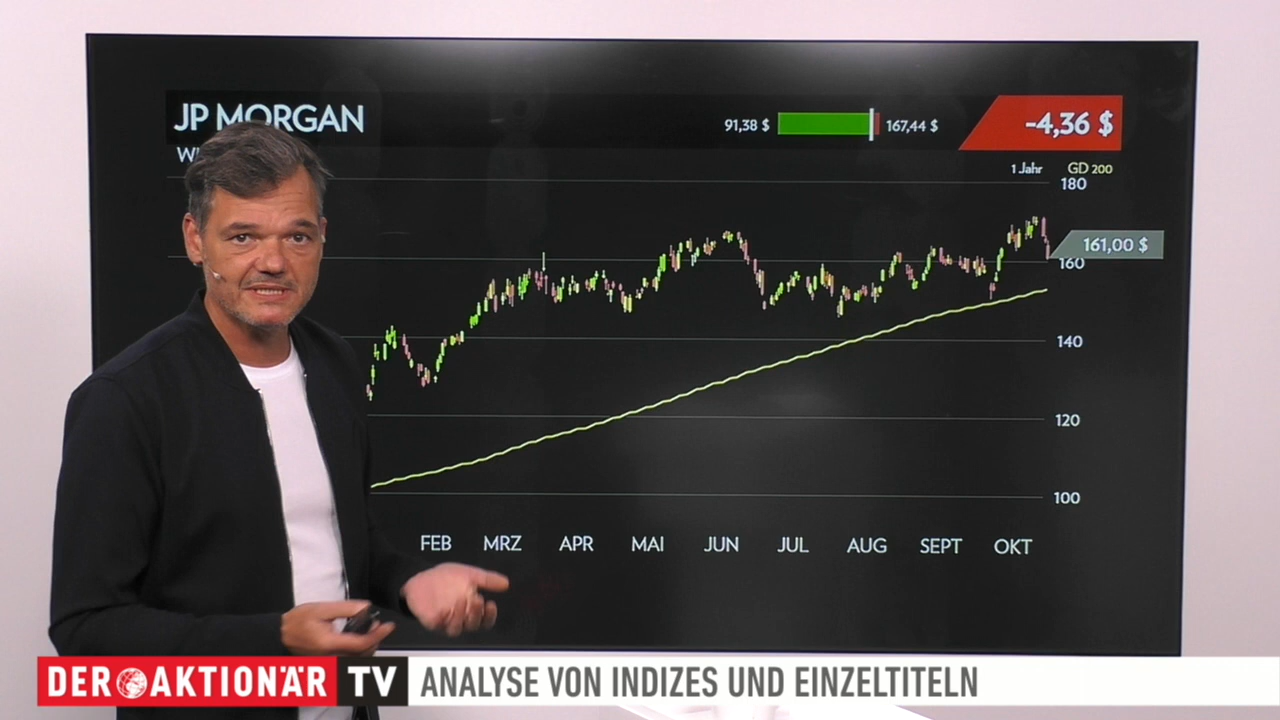 JP MORGAN
91,38 $
167,44 $
-4,36 $
1 Jahr
GD 200
180
161,00 $
160
140
120
100
FEB MRZ APR MAI JUN JUL AUG SEPT OKT
DER AKTIONÄR TV
ANALYSE VON INDIZES UND EINZELTITELN